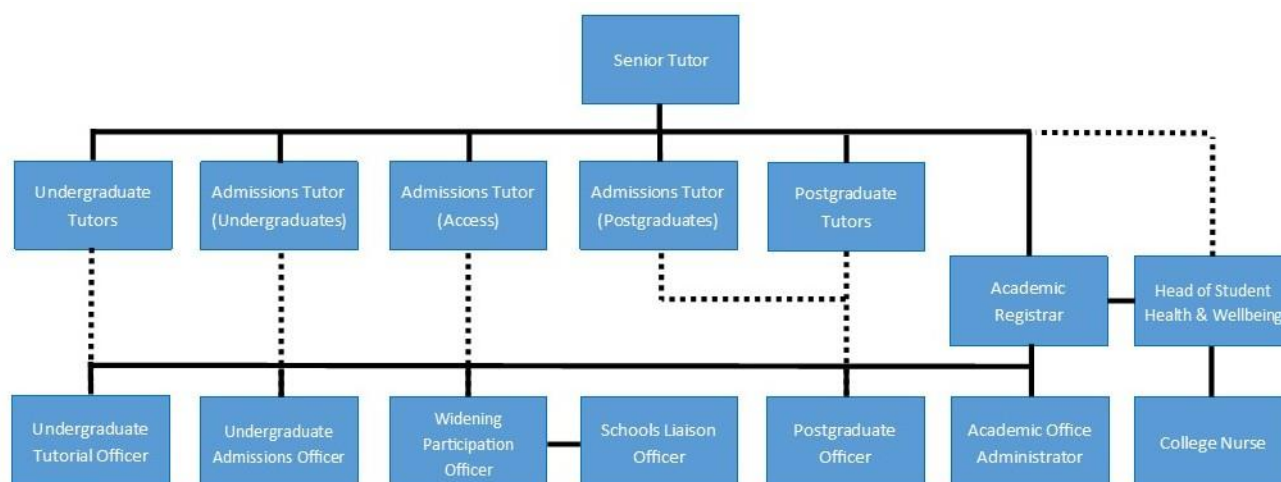 Senior Tutor
Undergraduate
Tutors
Admissions Tutor
(Undergraduates)
Admissions Tutor
(Access)
Admissions Tutor
(Postgraduates)
Postgraduate
Tutors
Academic
Registrar
Head of Student
Health & Wellbeing
Undergraduate
Tutorial Officer
Undergraduate
Admissions Officer
Widening
Participation
Officer
Schools Liaison
Officer
Postgraduate
Officer
Academic Office
Administrator
College Nurse